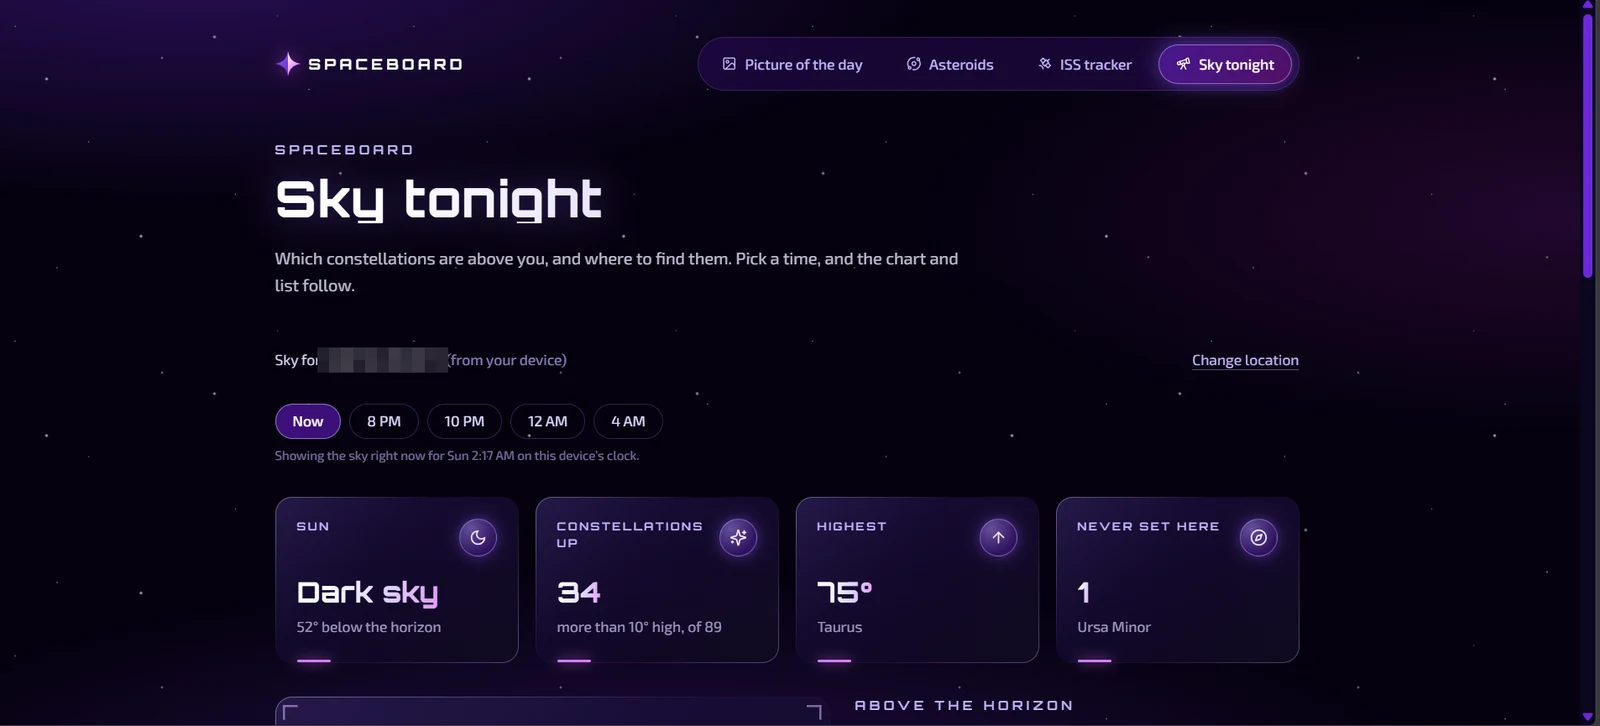 SPACEBOARD
Picture of the day
Asteroids
ISS tracker
Sky tonight
SPACEBOARD
Sky tonight
Which constellations are above you, and where to find them. Pick a time, and the chart and
list follow.
Sky for (from your device)
Change location
Now
8 PM
10 PM
12 AM
4 AM
Showing the sky right now for Sun 2:17 AM on this device's clock.
SUN
Dark sky
52° below the horizon
CONSTELLATIONS
UP
34
more than 10° high, of 89
HIGHEST
75°
Taurus
NEVER SET HERE
1
Ursa Minor
ABOVE THE HORIZON